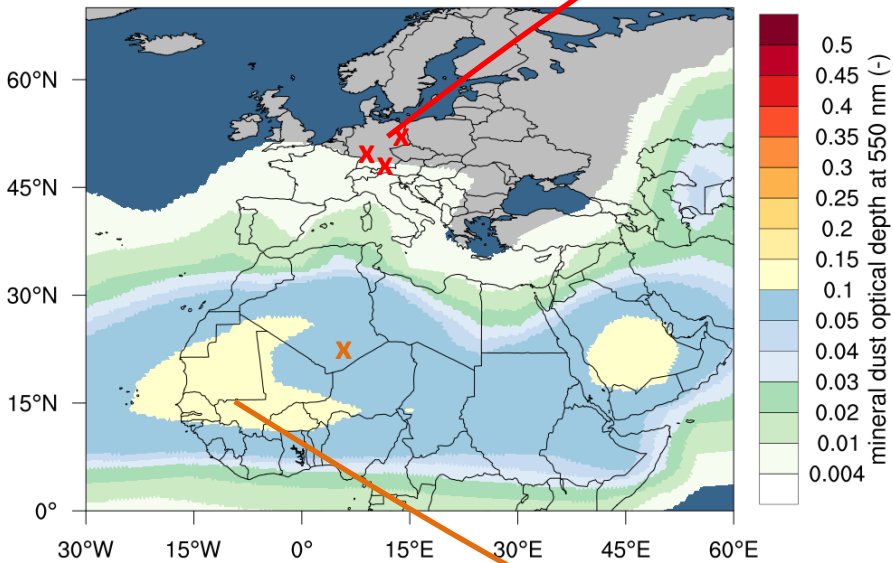 60°N
45°N
30°N
15°N
0°
30°W 15°W 0° 15°E 30°E 45°E 60°E
X
X
X
X
0.5
0.45
0.4
0.35
0.3
0.25
0.2
0.15
0.1
0.05
0.04
0.03
0.02
0.01
0.004
mineral dust optical depth at 550 nm (-)